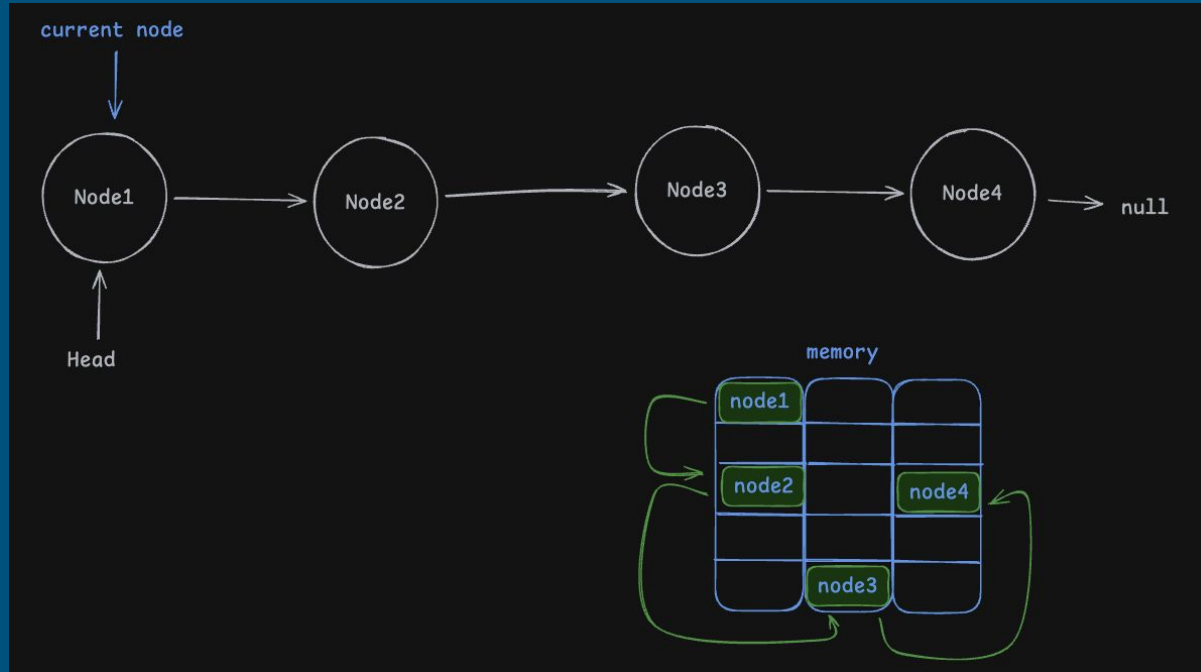 current node
Node1
Node2
Node3
Node4
null
Head
memory
node1
node2
node4
node3